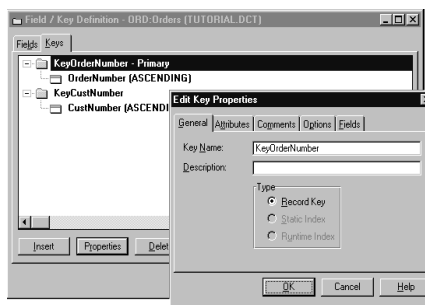 Field / Key Definition - ORD:Orders (TUTORIAL.DCT)
Fields Keys
KeyOrderNumber - Primary
OrderNumber (ASCENDING)
KeyCustNumber
CustNumber (ASCENDI
Insert Properties Delet
Edit Key Properties
General Attributes Comments Options Fields
Key Name: KeyOrderNumber
Description:
Type
Record Key
Static Index
Runtime Index
OK Cancel Help